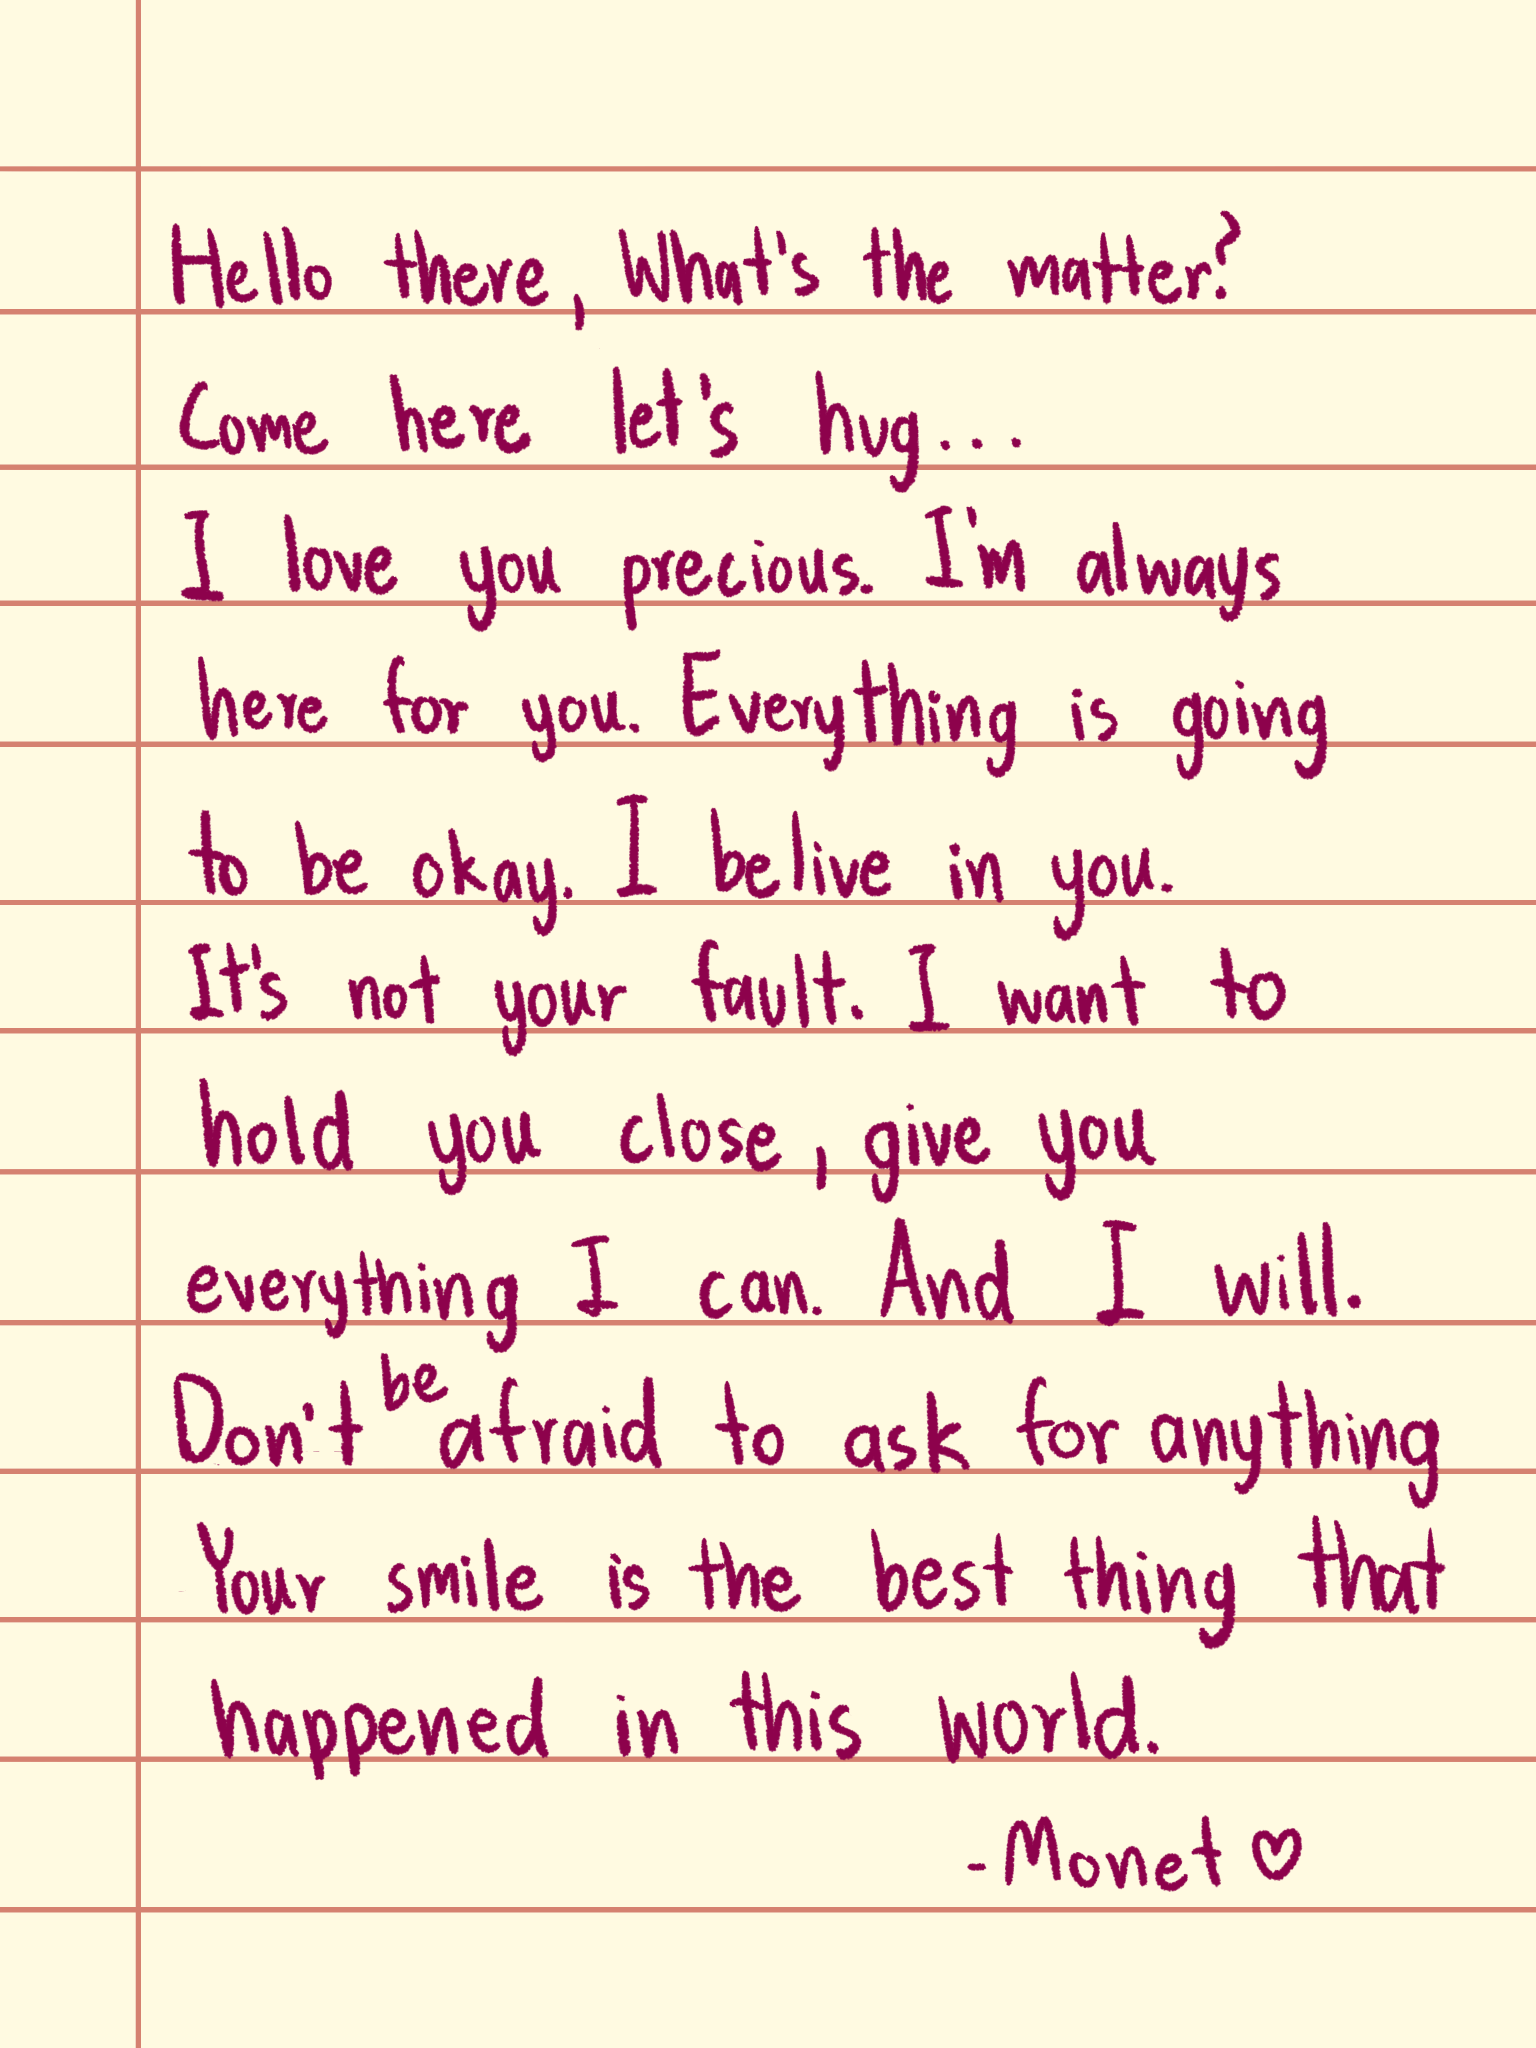 Hello there, What's the matter?
Come here let's hug...
I love you precious. I'm always
here for you. Everything is going
to be okay. I belive in you.
It's not your fault. I want to
hold you close, give you
everything I can. And I will.
Don't be afraid to ask for anything
Your smile is the best thing that
happened in this world.
-Monet ♡